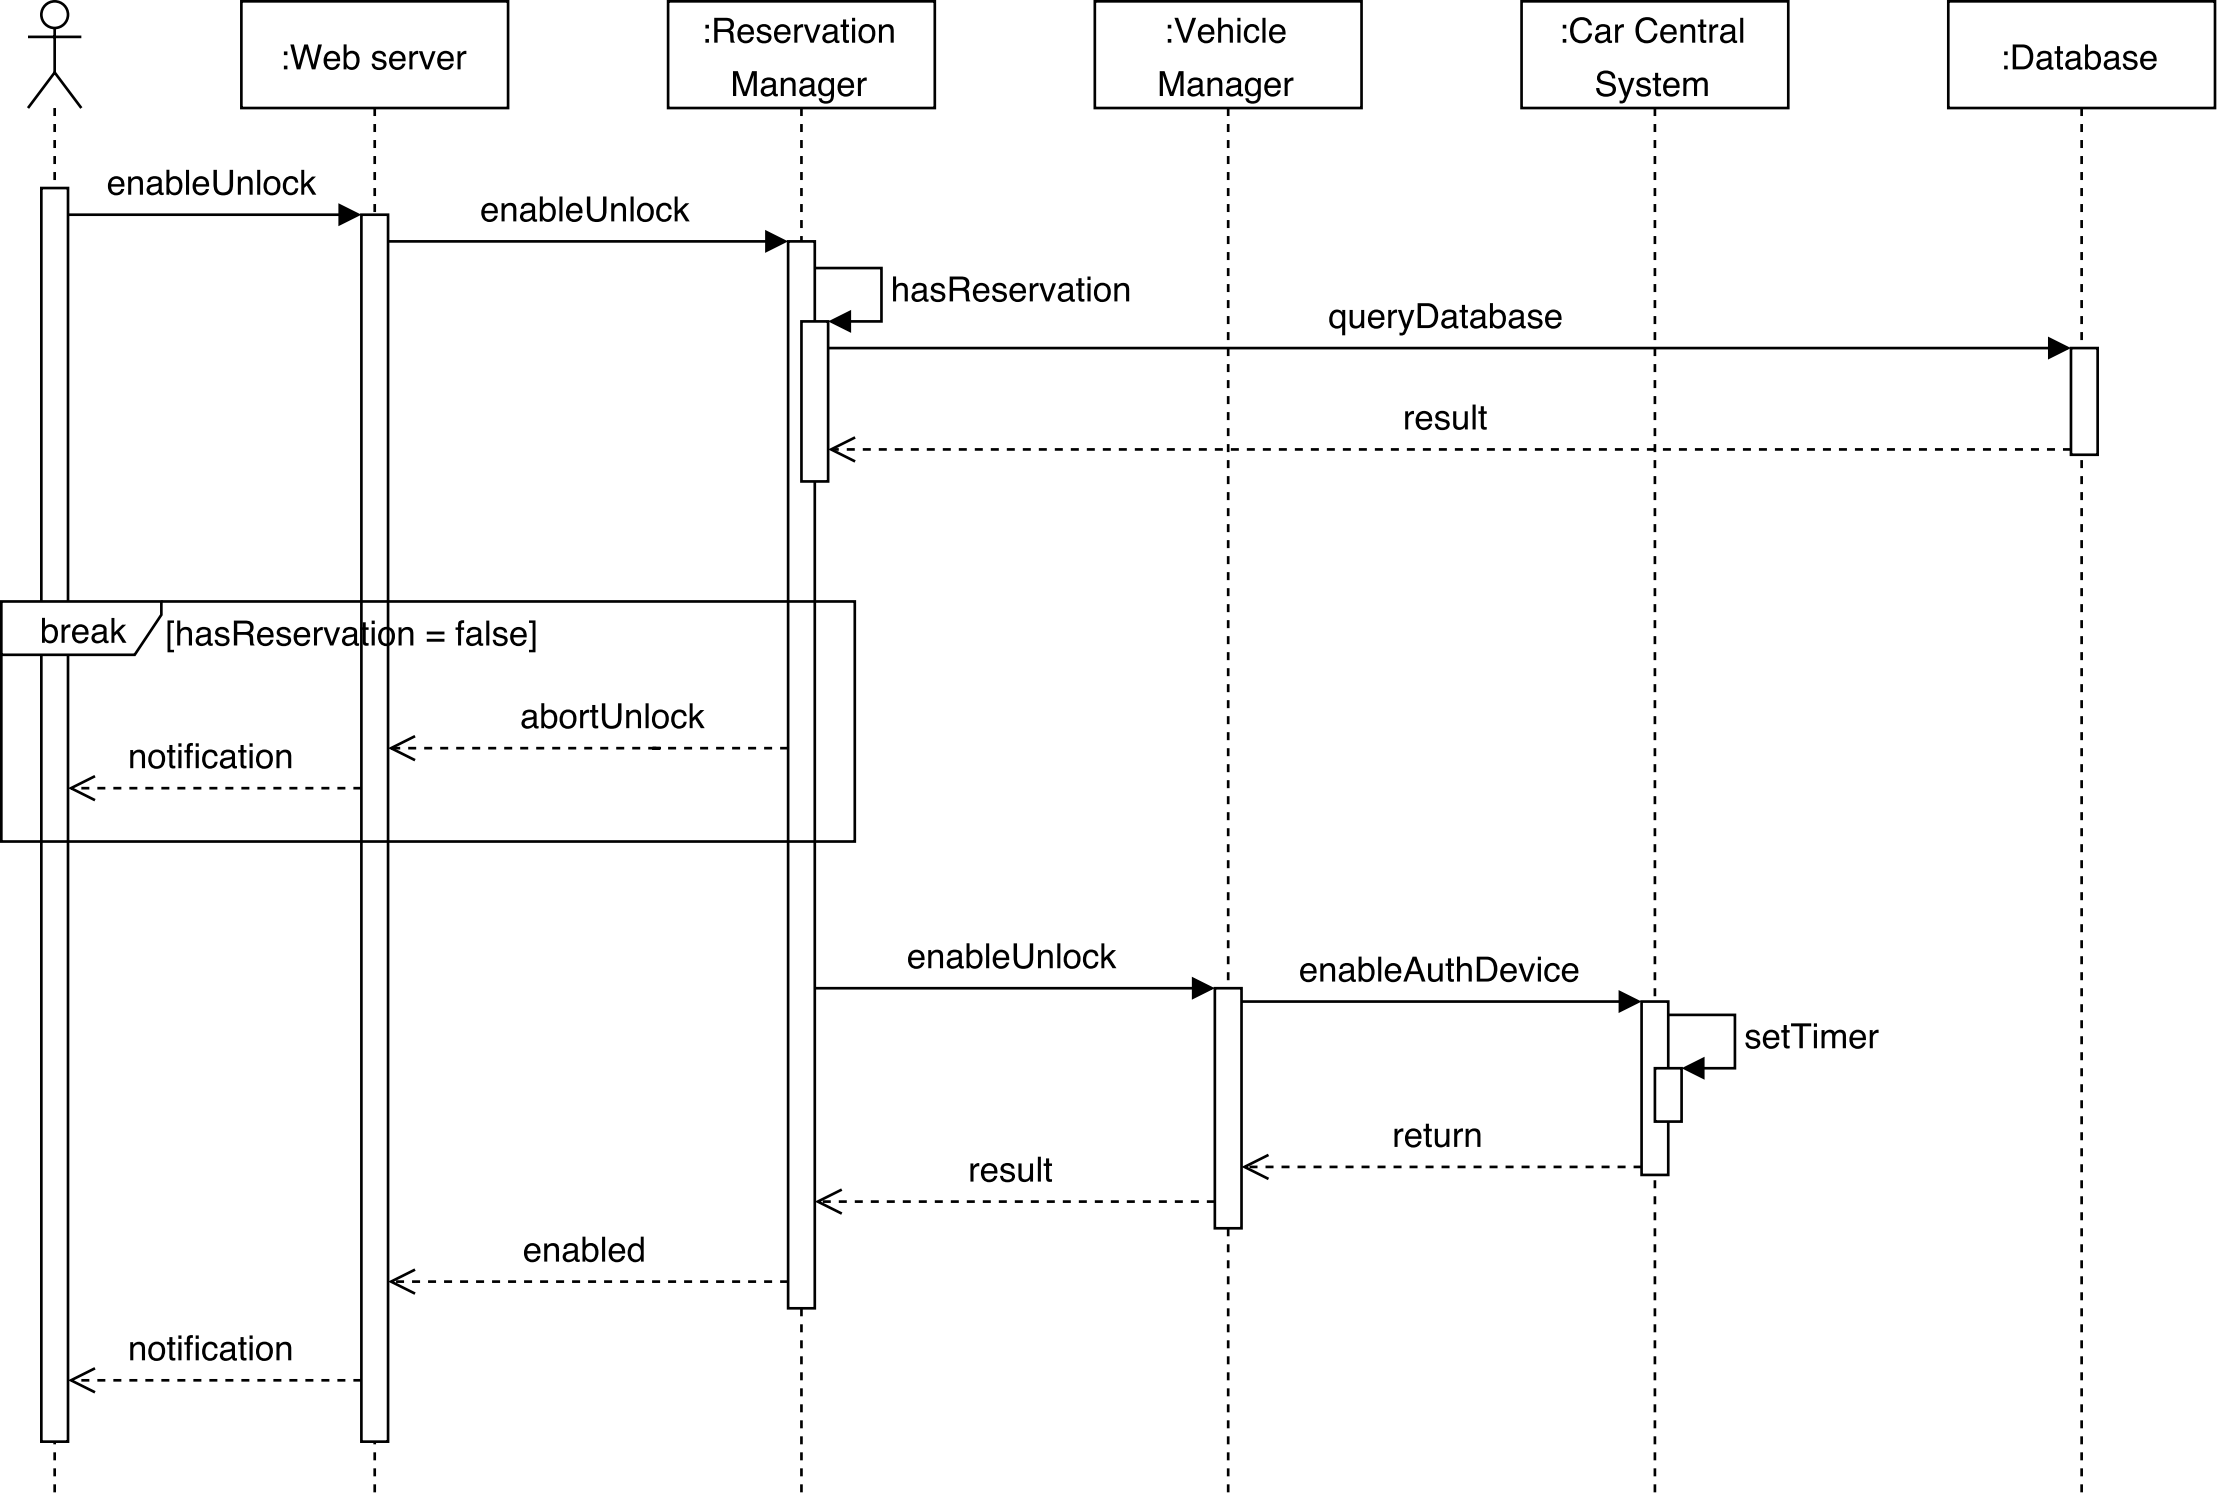 :Web server
:Reservation
Manager
:Vehicle
Manager
:Car Central
System
:Database
enableUnlock
enableUnlock
hasReservation
queryDatabase
result
break
[hasReservation = false]
abortUnlock
notification
enableUnlock
enableAuthDevice
setTimer
return
result
enabled
notification